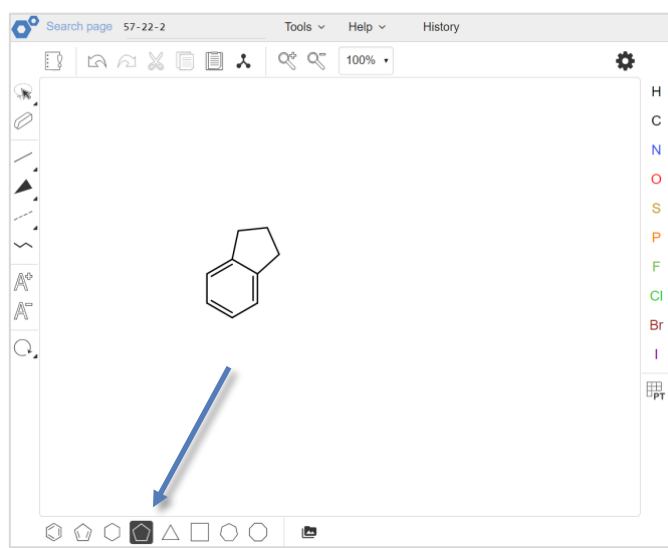 Search page 57-22-2 Tools Help History
100%
H
C
N
O
S
P
F
Cl
Br
I
PT
A+
A-